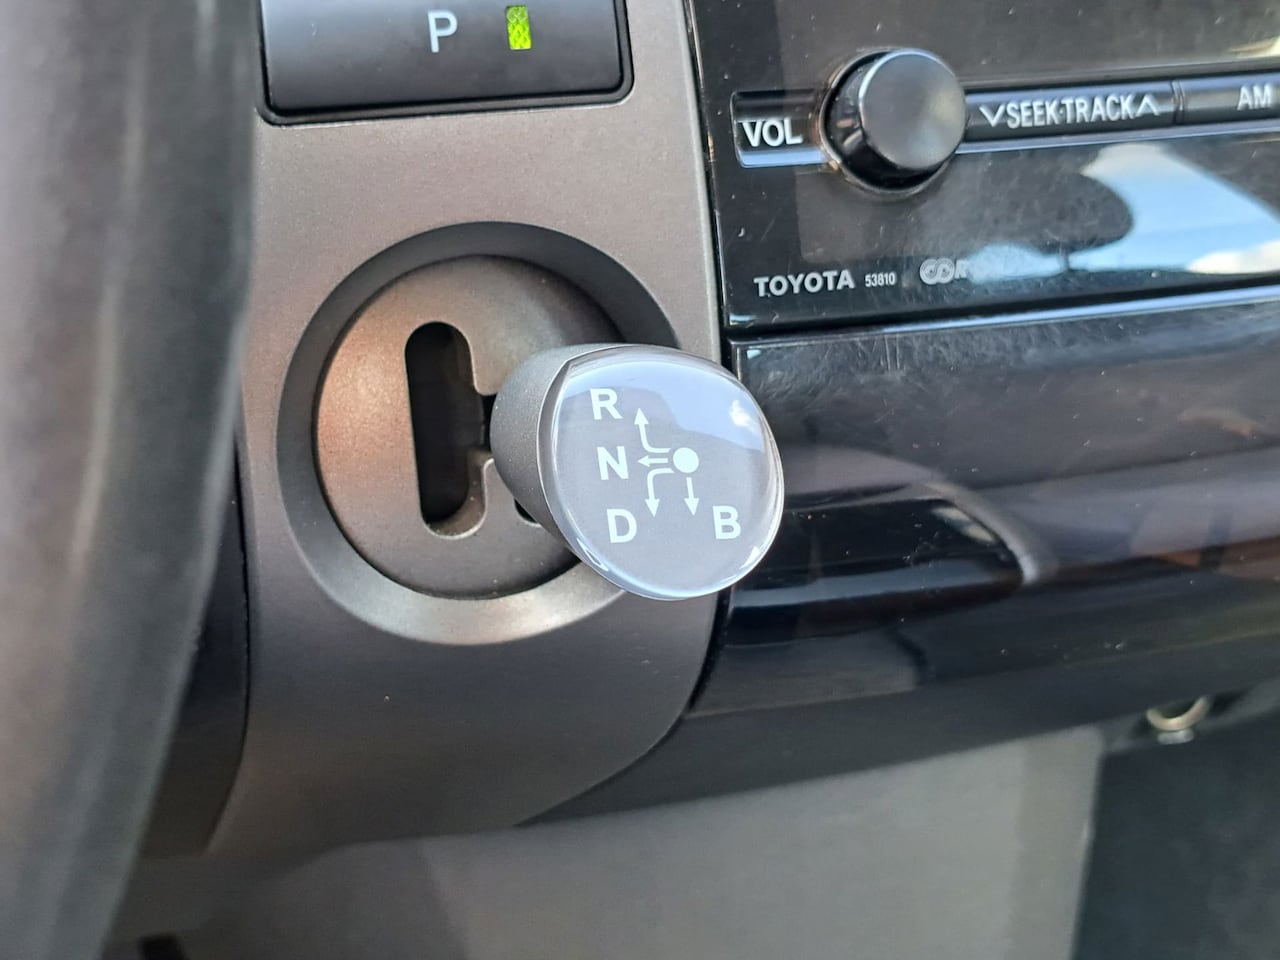 P
VOL
SEEK·TRACK
AM
TOYOTA 53810
R
N
D B